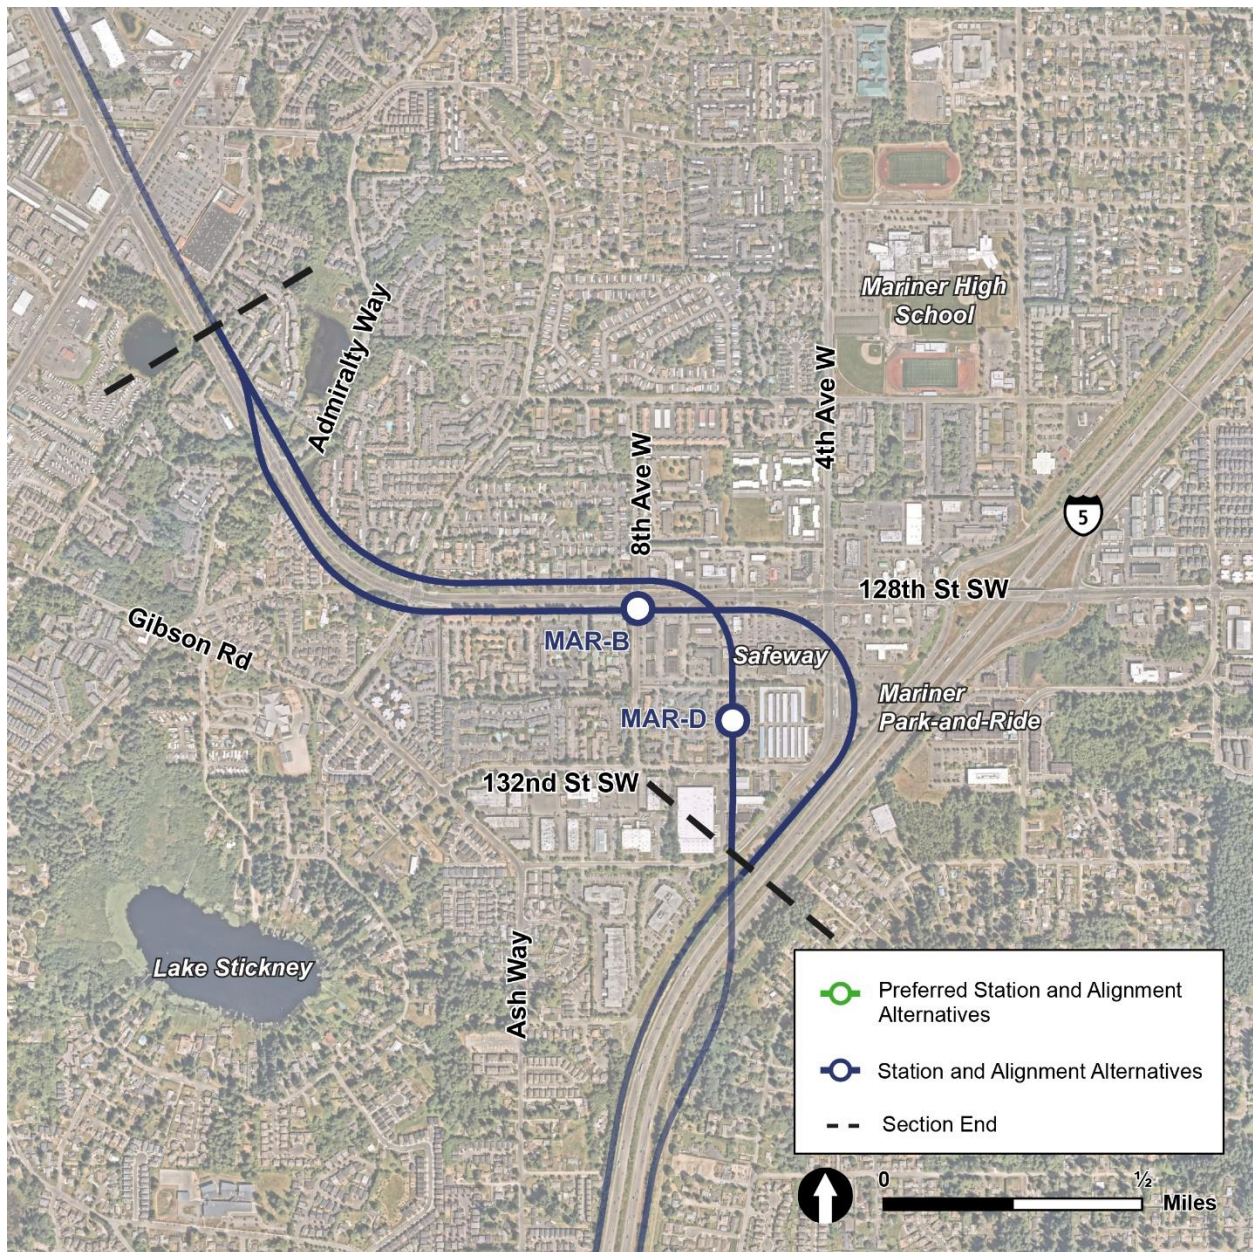 Mariner High
School
Admiralty Way
4th Ave W
8th Ave W
5
128th St SW
Gibson Rd
MAR-B
Safeway
Mariner
Park-and-Ride
MAR-D
132nd St SW
Lake Stickney
Ash Way
Preferred Station and Alignment
Alternatives
Station and Alignment Alternatives
Section End
0
½
Miles